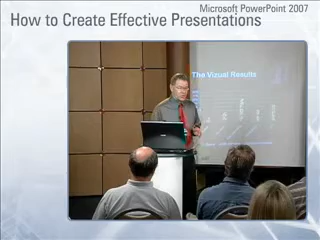 Microsoft PowerPoint 2007
How to Create Effective Presentations
The Vizual Results